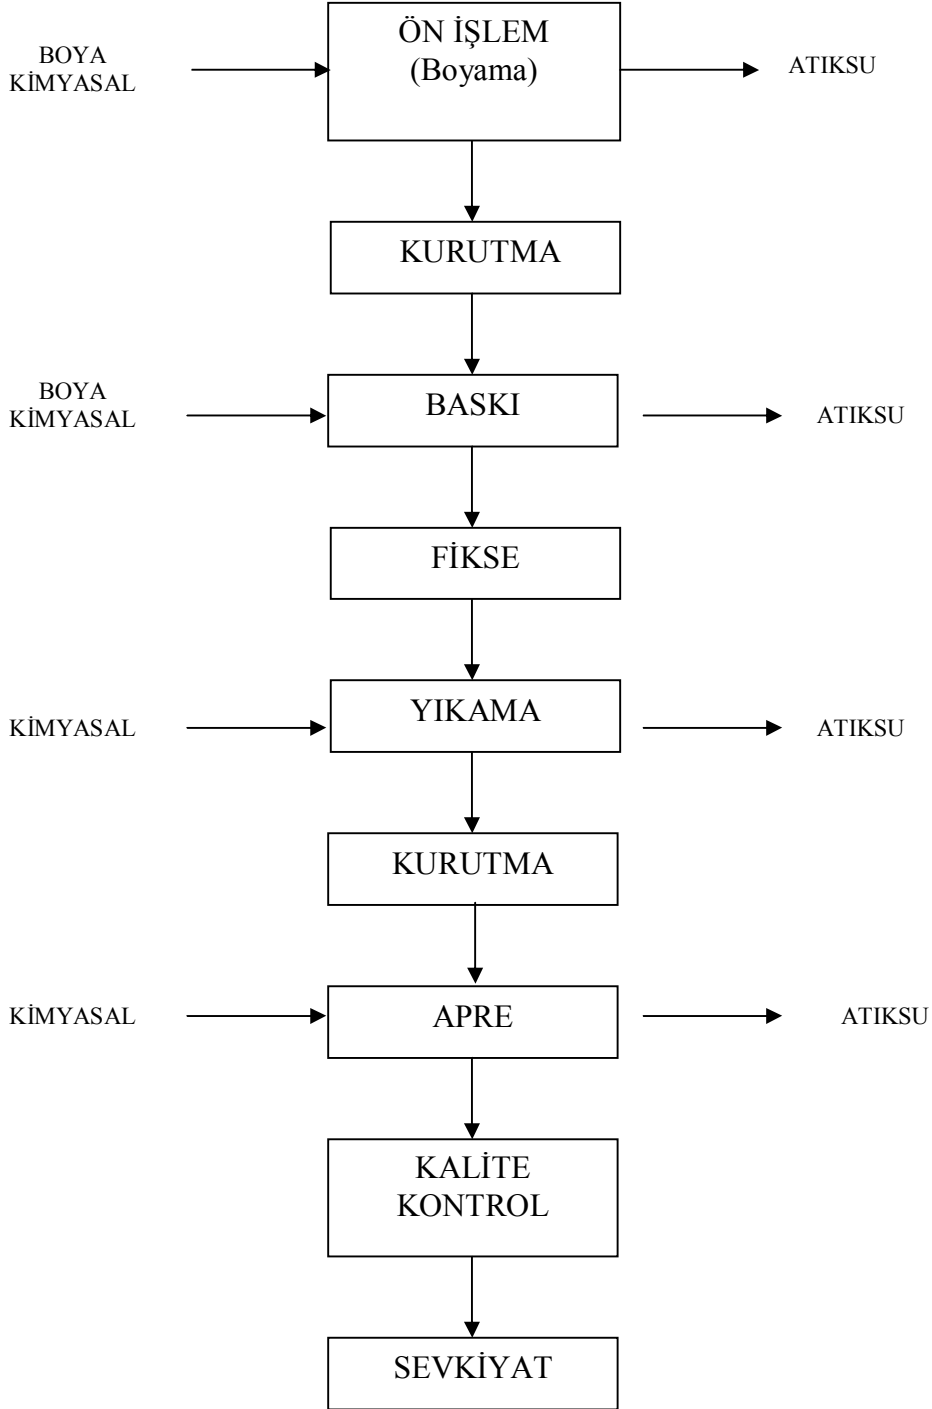 ÖN İŞLEM
(Boyama)
BOYA
KİMYASAL
ATIKSU
KURUTMA
BOYA
KİMYASAL
BASKI
ATIKSU
FİKSE
KİMYASAL
YIKAMA
ATIKSU
KURUTMA
KİMYASAL
APRE
ATIKSU
KALİTE
KONTROL
SEVKİYAT